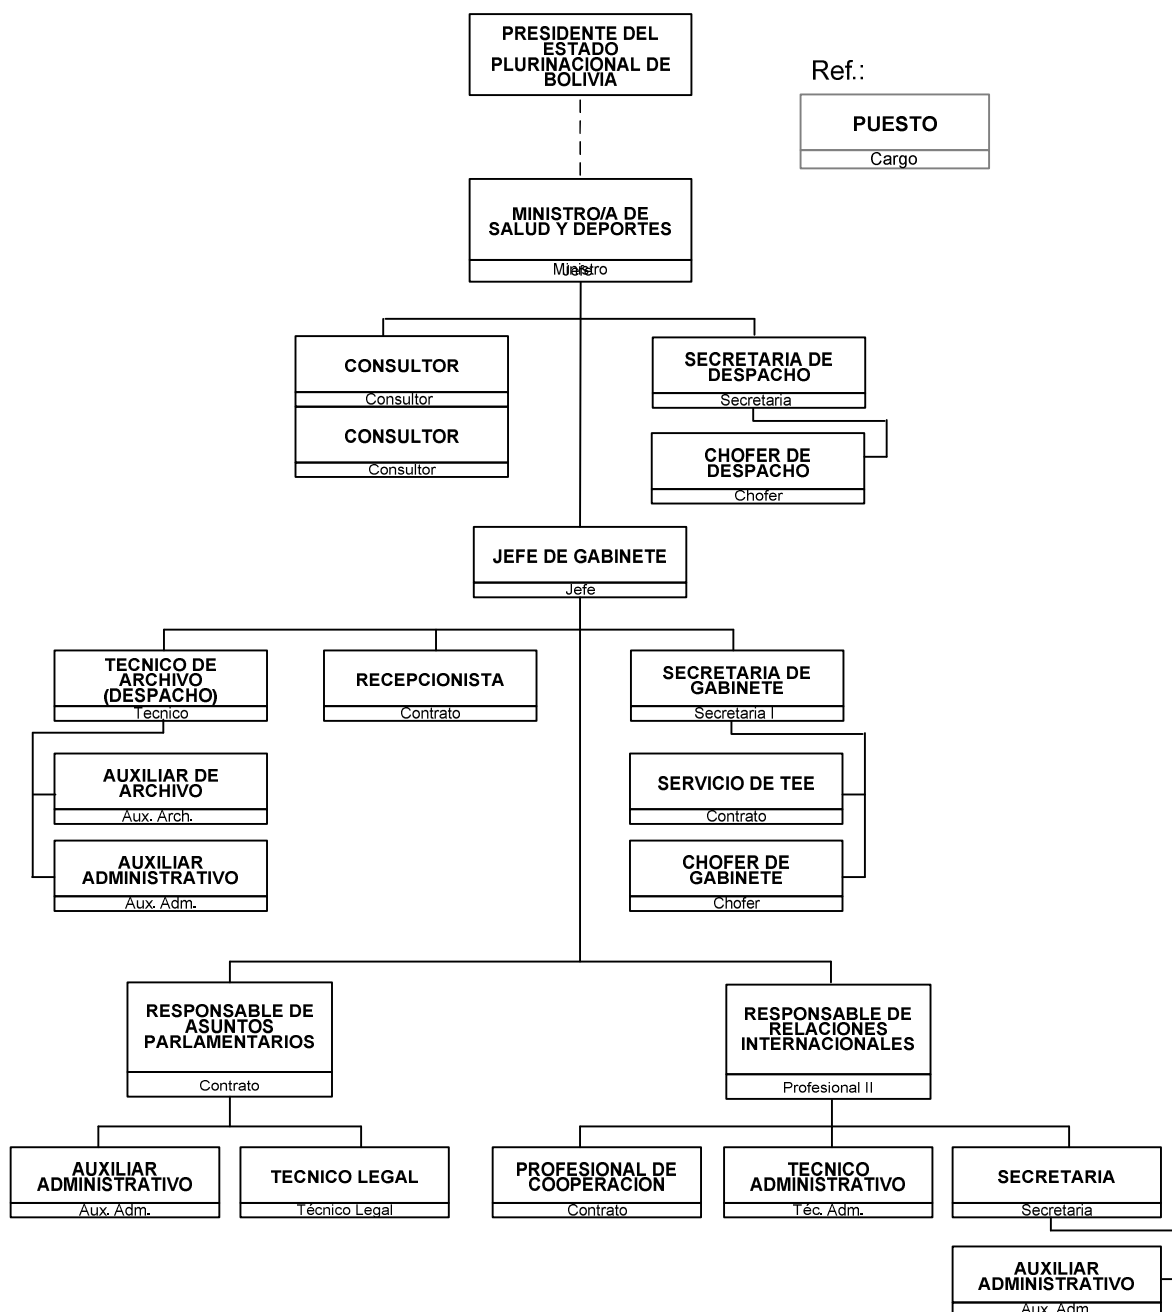 PRESIDENTE DEL
ESTADO
PLURINACIONAL DE
BOLIVIA
Ref.:
PUESTO
Cargo
MINISTRO/A DE
SALUD Y DEPORTES
Ministro
Jefe
CONSULTOR
Consultor
CONSULTOR
Consultor
SECRETARIA DE
DESPACHO
Secretaria
CHOFER DE
DESPACHO
Chofer
JEFE DE GABINETE
Jefe
TECNICO DE
ARCHIVO
(DESPACHO)
Tecnico
RECEPCIONISTA
Contrato
SECRETARIA DE
GABINETE
Secretaria I
AUXILIAR DE
ARCHIVO
Aux. Arch.
SERVICIO DE TEE
Contrato
AUXILIAR
ADMINISTRATIVO
Aux. Adm.
CHOFER DE
GABINETE
Chofer
RESPONSABLE DE
ASUNTOS
PARLAMENTARIOS
Contrato
RESPONSABLE DE
RELACIONES
INTERNACIONALES
Profesional II
AUXILIAR
ADMINISTRATIVO
Aux. Adm.
TECNICO LEGAL
Técnico Legal
PROFESIONAL DE
COOPERACION
Contrato
TECNICO
ADMINISTRATIVO
Téc. Adm.
SECRETARIA
Secretaria
AUXILIAR
ADMINISTRATIVO
Aux. Adm.